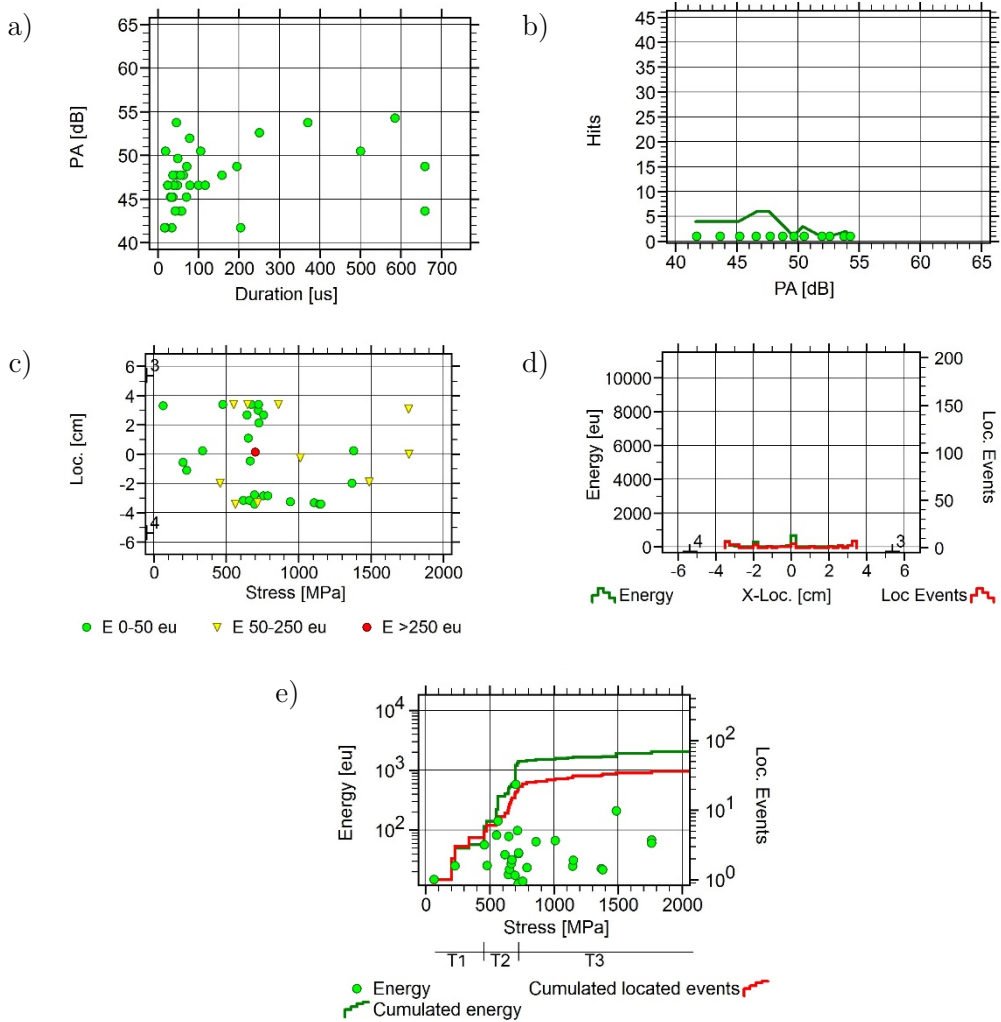 a)
PA [dB]
65
60
55
50
45
40
0 100 200 300 400 500 600 700
Duration [us]
b)
Hits
45
40
35
30
25
20
15
10
5
0
40 45 50 55 60 65
PA [dB]
c)
Loc. [cm]
6
4
2
0
-2
-4
-6
3
4
0 500 1000 1500 2000
Stress [MPa]
E 0-50 eu E 50-250 eu E >250 eu
d)
Energy [eu]
10000
8000
6000
4000
2000
0
4
3
200
150
100
50
0
Loc. Events
-6 -4 -2 0 2 4 6
Energy X-Loc. [cm] Loc Events
e)
Energy [eu]
10^4
10^3
10^2
10^2
10^1
10^0
Loc. Events
0 500 1000 1500 2000
Stress [MPa]
T1 T2 T3
Energy Cumulated located events
Cumulated energy